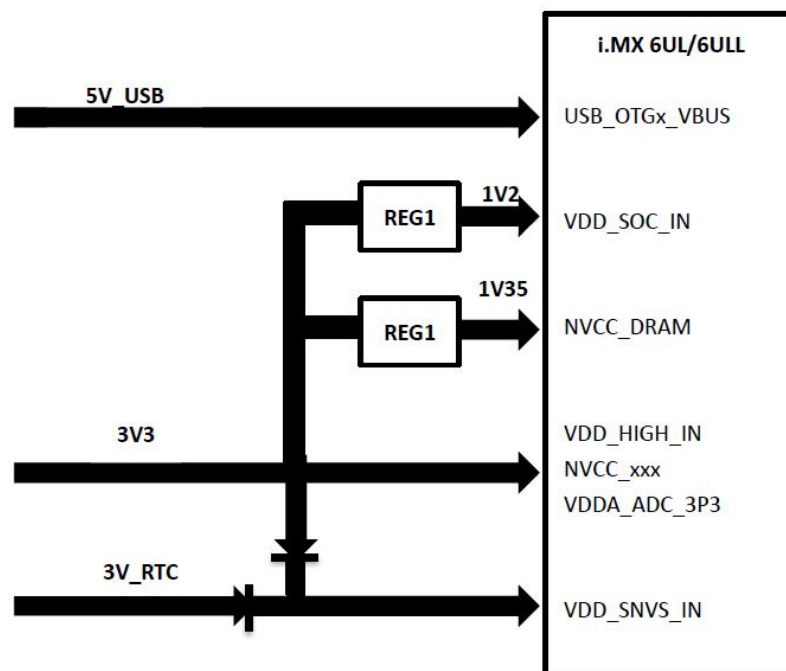 i.MX 6UL/6ULL
5V_USB
USB_OTGx_VBUS
1V2
REG1
VDD_SOC_IN
1V35
REG1
NVCC_DRAM
3V3
VDD_HIGH_IN
NVCC_xxx
VDDA_ADC_3P3
3V_RTC
VDD_SNVS_IN